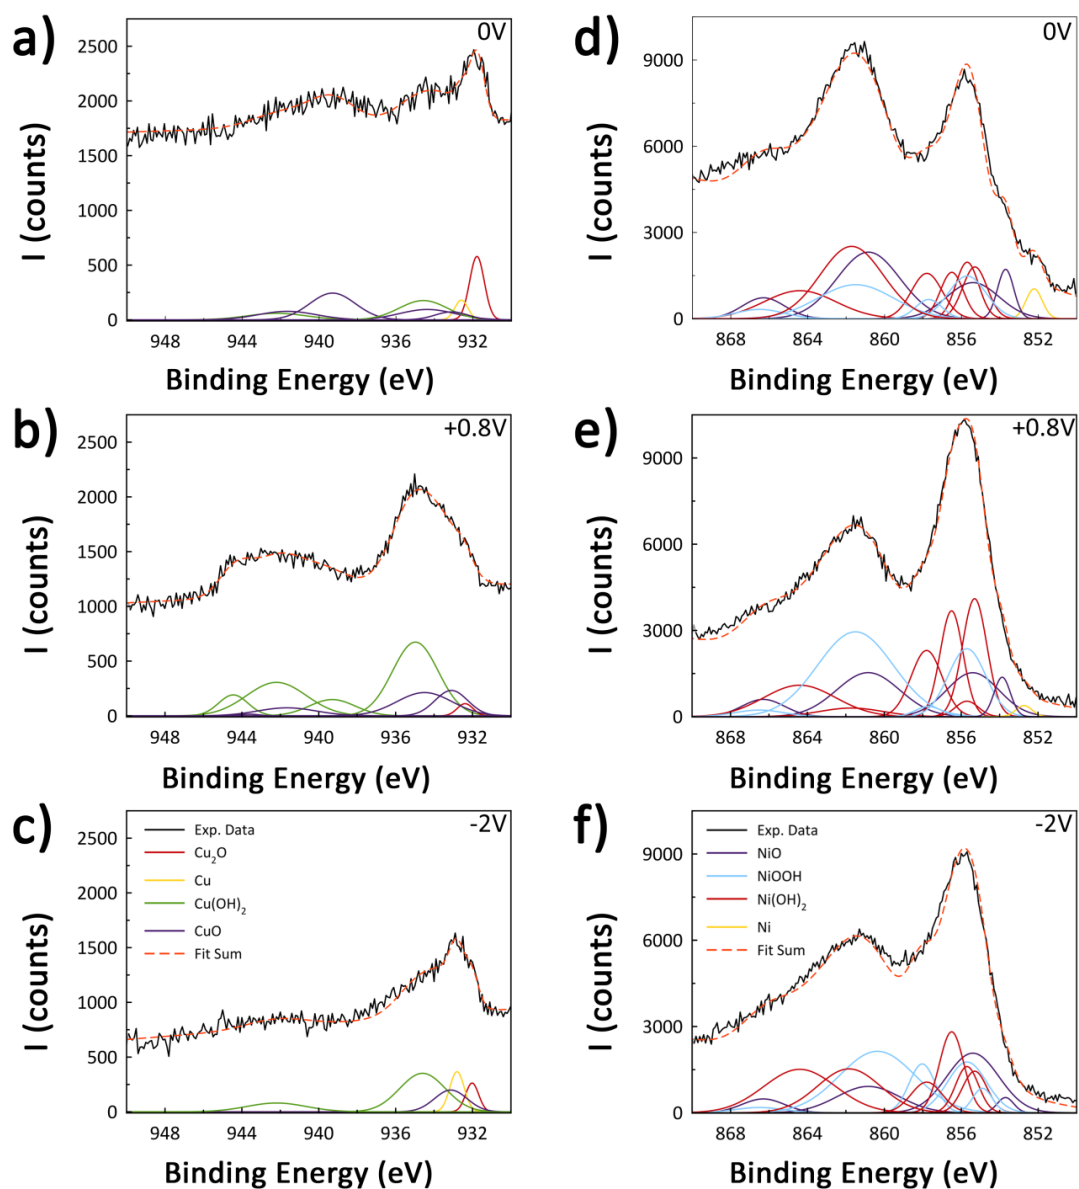 a)
0V
I (counts)
2500
2000
1500
1000
500
0
948 944 940 936 932
Binding Energy (eV)
d)
0V
I (counts)
9000
6000
3000
0
868 864 860 856 852
Binding Energy (eV)
b)
+0.8V
I (counts)
2500
2000
1500
1000
500
0
948 944 940 936 932
Binding Energy (eV)
e)
+0.8V
I (counts)
9000
6000
3000
0
868 864 860 856 852
Binding Energy (eV)
c)
-2V
I (counts)
2500
2000
1500
1000
500
0
Exp. Data
Cu₂O
Cu
Cu(OH)₂
CuO
Fit Sum
948 944 940 936 932
Binding Energy (eV)
f)
-2V
I (counts)
9000
6000
3000
0
Exp. Data
NiO
NiOOH
Ni(OH)₂
Ni
Fit Sum
868 864 860 856 852
Binding Energy (eV)